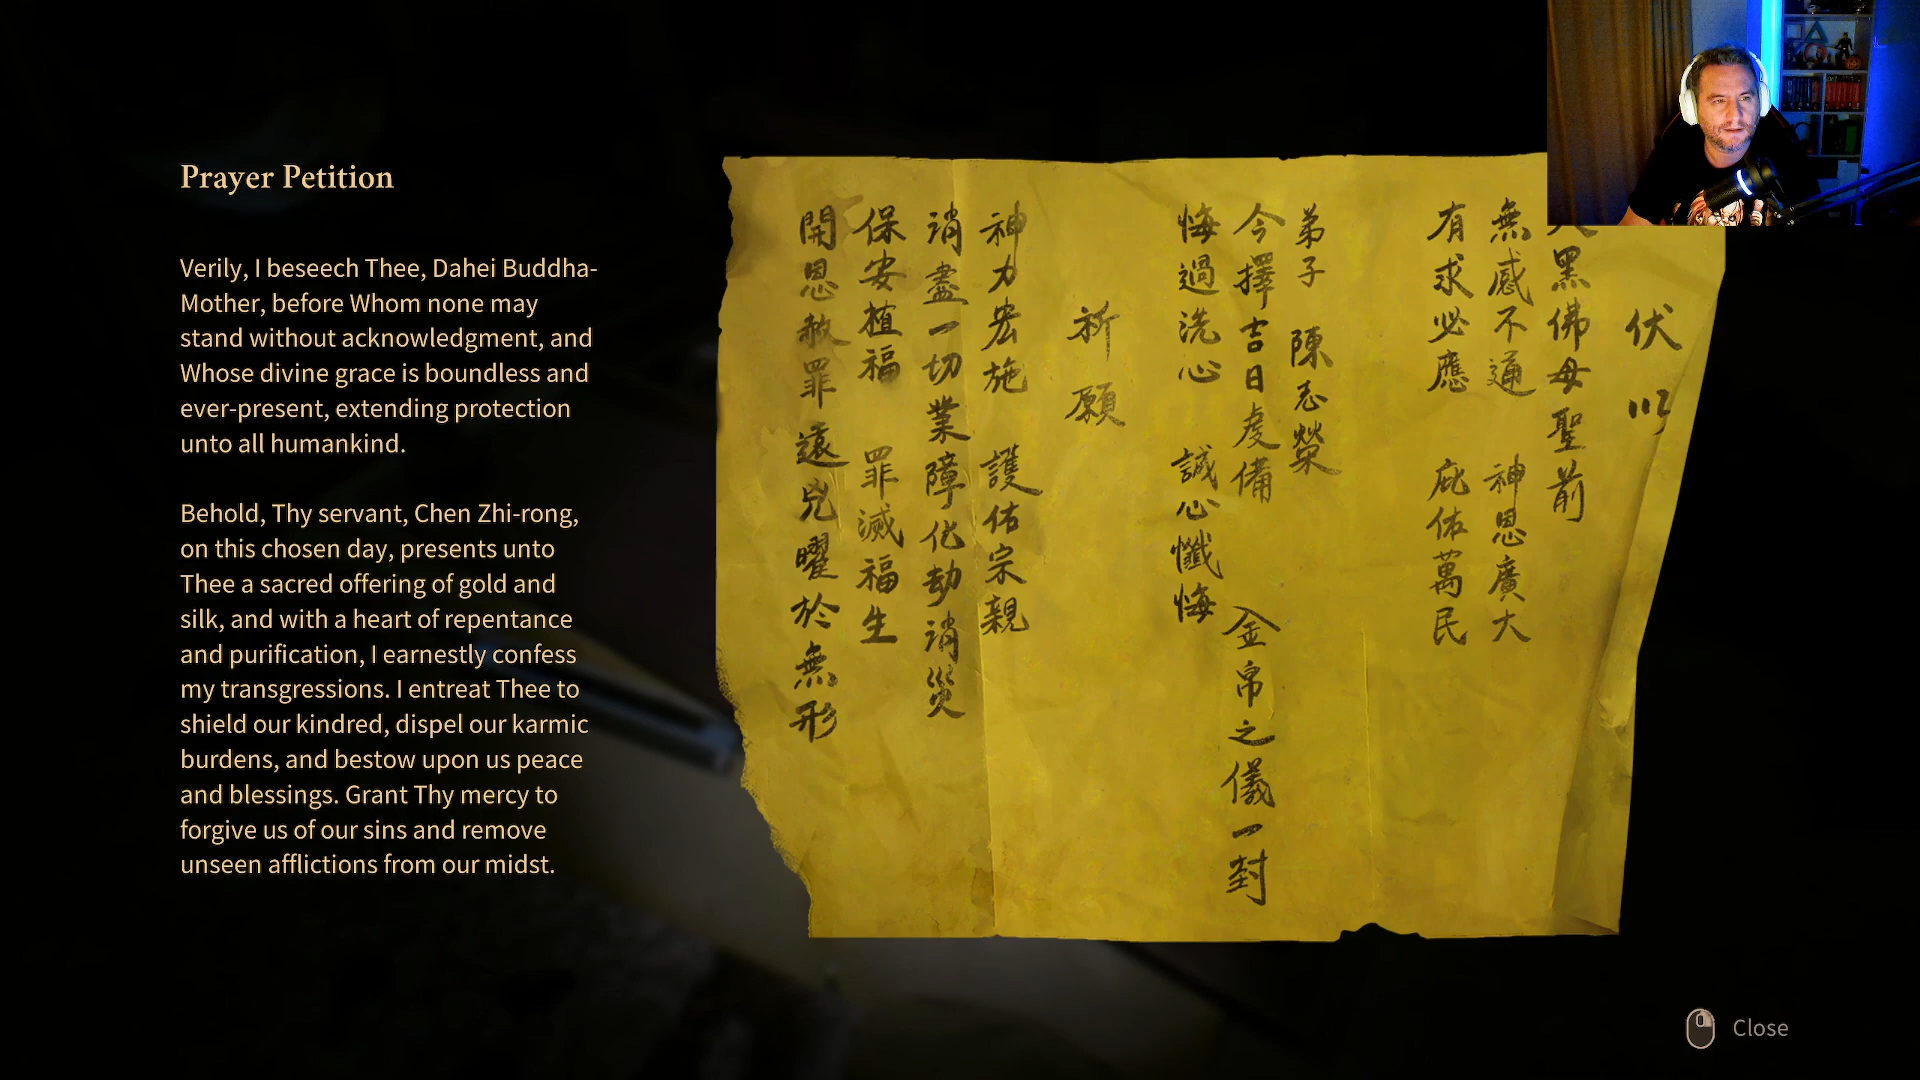 Prayer Petition
Verily, I beseech Thee, Dahei Buddha-
Mother, before Whom none may
stand without acknowledgment, and
Whose divine grace is boundless and
ever-present, extending protection
unto all humankind.
Behold, Thy servant, Chen Zhi-rong,
on this chosen day, presents unto
Thee a sacred offering of gold and
silk, and with a heart of repentance
and purification, I earnestly confess
my transgressions. I entreat Thee to
shield our kindred, dispel our karmic
burdens, and bestow upon us peace
and blessings. Grant Thy mercy to
forgive us of our sins and remove
unseen afflictions from our midst.
伏以
黑佛母聖前
無感不通 神恩廣大
有求必應 庇佑萬民
弟子 陳志榮
今擇吉日虔備 金帛之儀一封
悔過洗心 誠心懺悔
祈願
神力宏施 護佑宗親
消盡一切業障化劫消災
保安植福 罪滅福生
開恩赦罪 遠兇曜於無形
Close